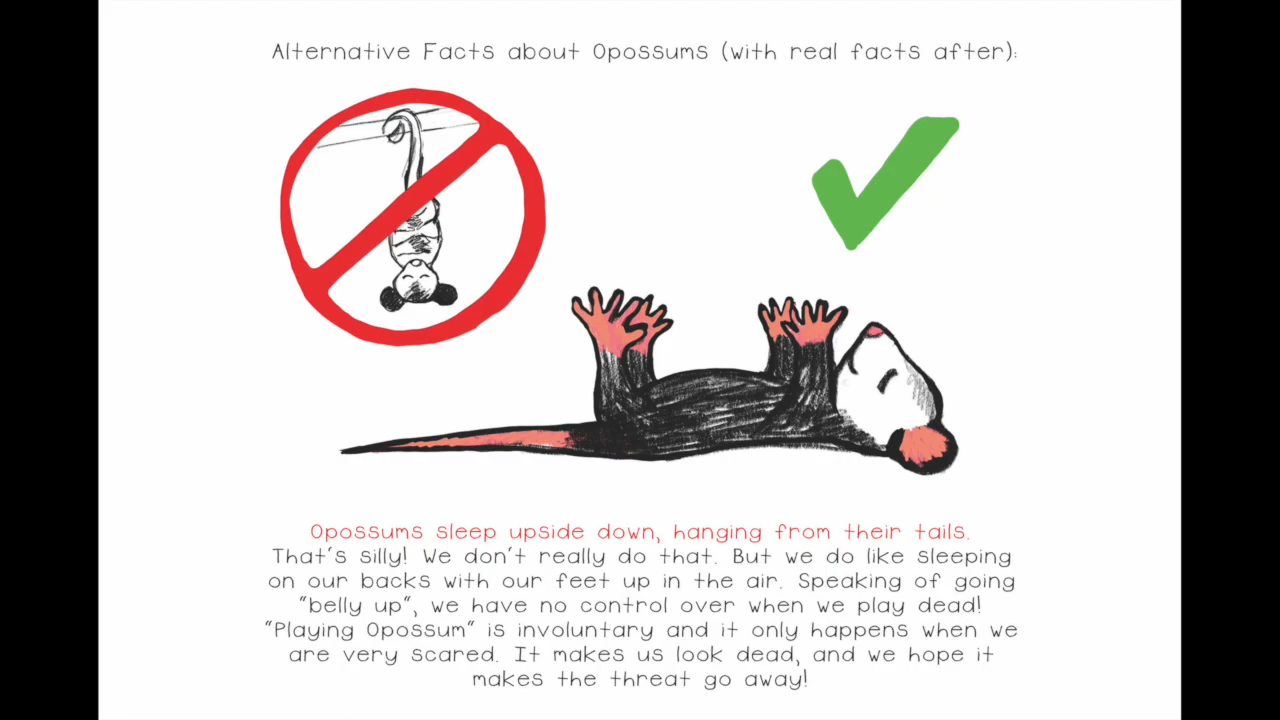 Alternative Facts about Opossums (with real facts after):
Opossums sleep upside down, hanging from their tails.
That's silly! We don't really do that. But we do like sleeping
on our backs with our feet up in the air. Speaking of going
"belly up", we have no control over when we play dead!
"Playing Opossum" is involuntary and it only happens when we
are very scared. It makes us look dead, and we hope it
makes the threat go away!